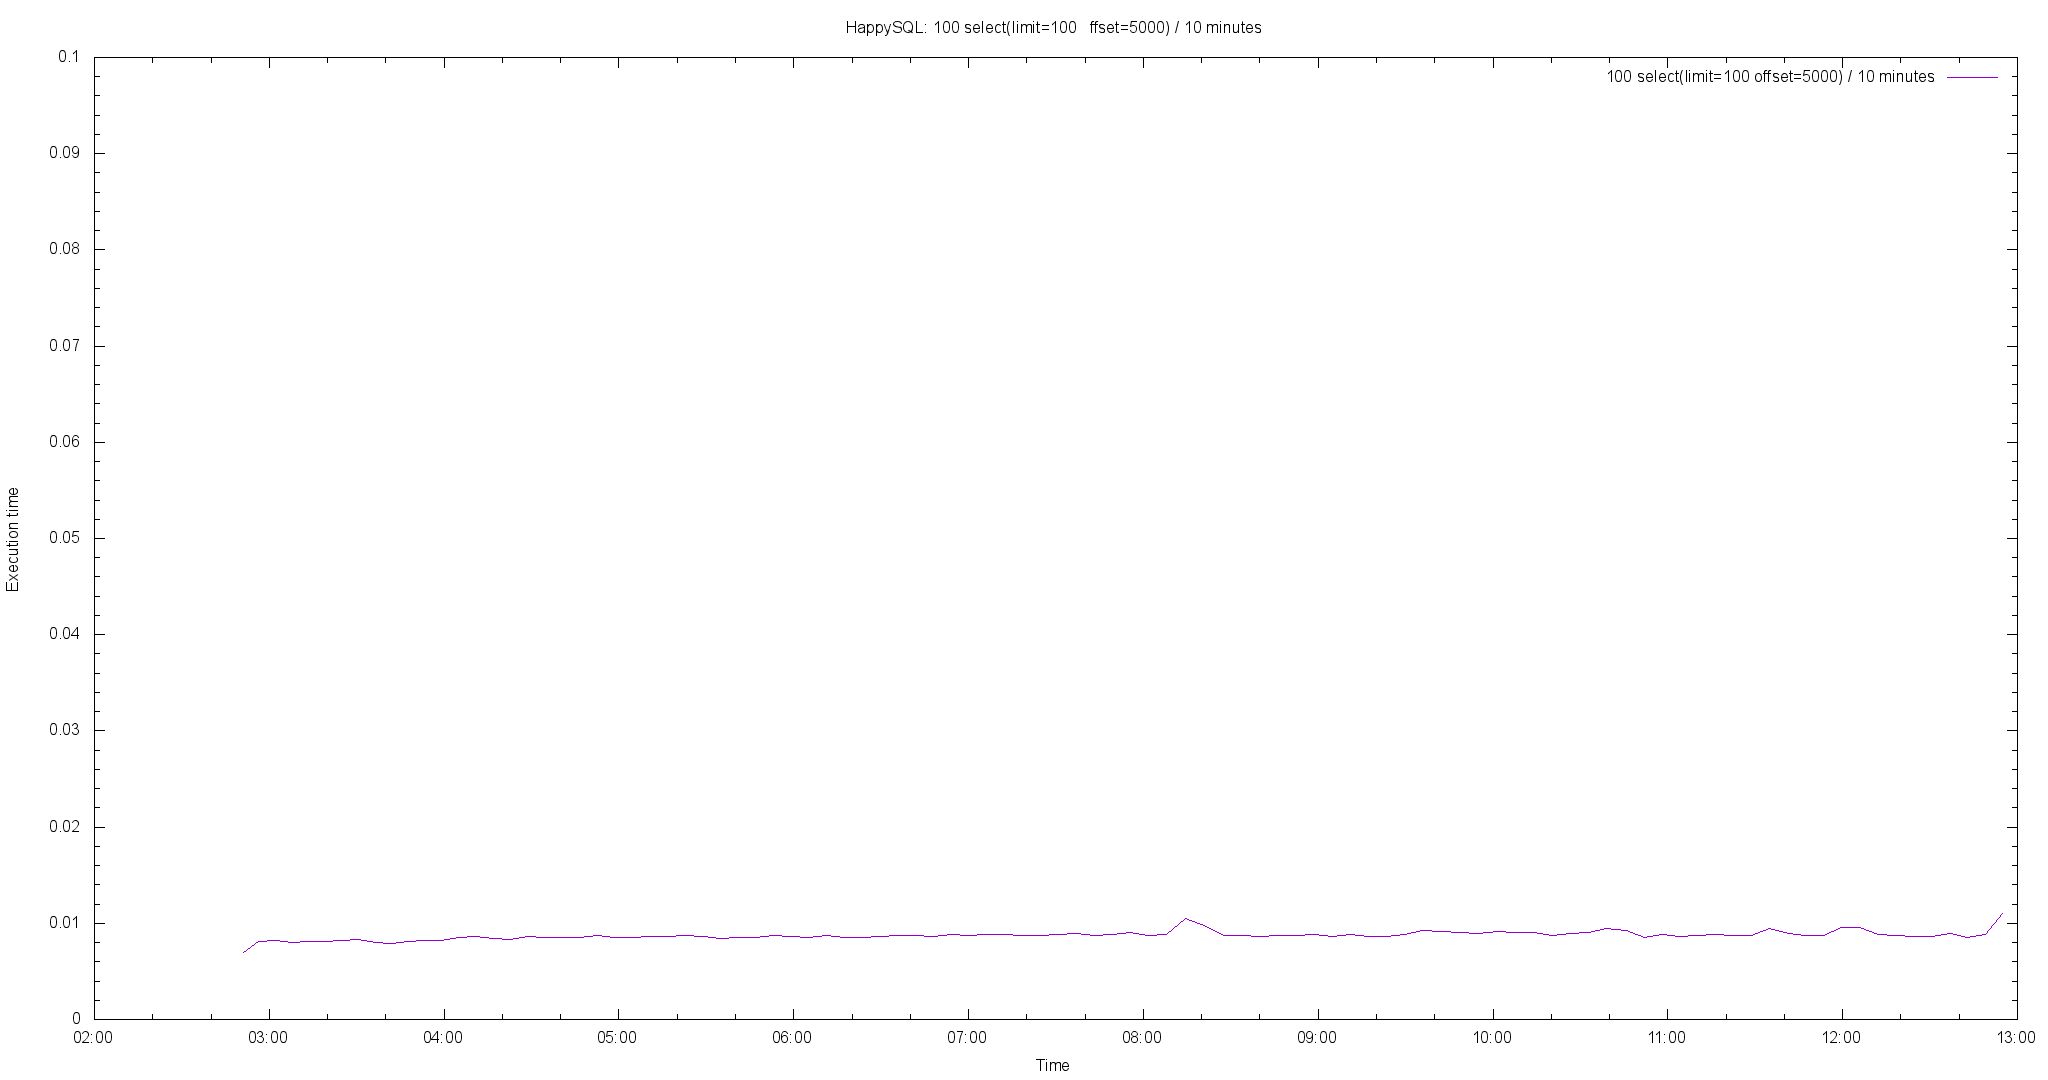 HappySQL: 100 select(limit=100   ffset=5000) / 10 minutes
100 select(limit=100 offset=5000) / 10 minutes
0.1
0.09
0.08
0.07
0.06
0.05
0.04
0.03
0.02
0.01
0
Execution time
02:00 03:00 04:00 05:00 06:00 07:00 08:00 09:00 10:00 11:00 12:00 13:00
Time